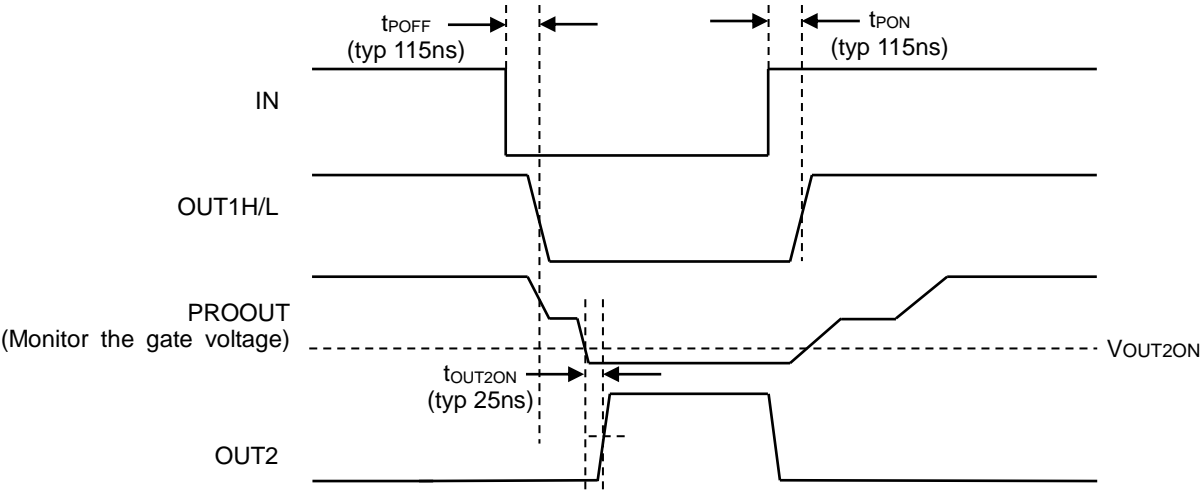 tPOFF
(typ 115ns)
tPON
(typ 115ns)
IN
OUT1H/L
PROOUT
(Monitor the gate voltage)
VOUT2ON
tOUT2ON
(typ 25ns)
OUT2